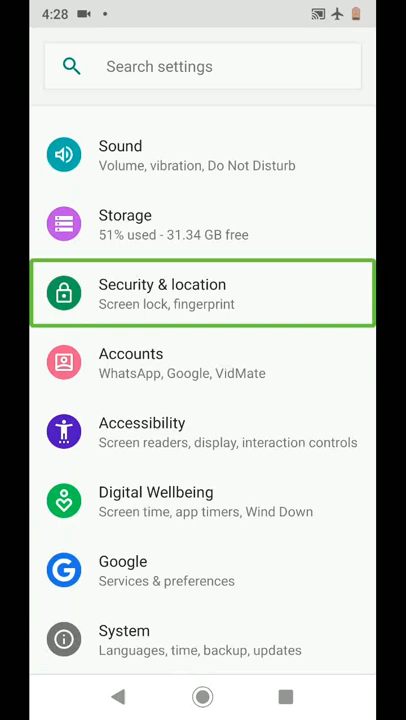 4:28
Search settings
Sound
Volume, vibration, Do Not Disturb
Storage
51% used - 31.34 GB free
Security & location
Screen lock, fingerprint
Accounts
WhatsApp, Google, VidMate
Accessibility
Screen readers, display, interaction controls
Digital Wellbeing
Screen time, app timers, Wind Down
Google
Services & preferences
System
Languages, time, backup, updates